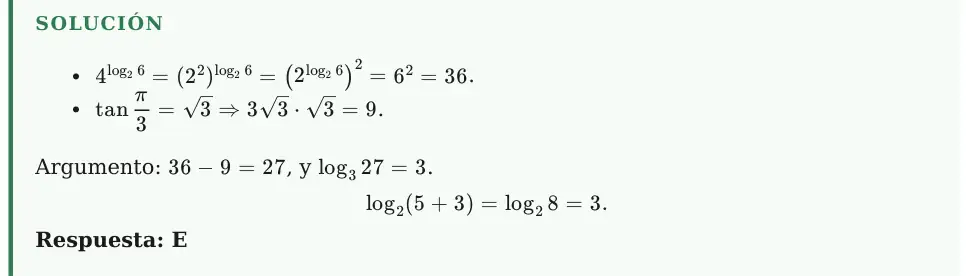 SOLUCIÓN
• 4^{log₂ 6} = (2²)^{log₂ 6} = (2^{log₂ 6})² = 6² = 36.
• tan π/3 = √3 ⇒ 3√3 · √3 = 9.
Argumento: 36 − 9 = 27, y log₃ 27 = 3.
log₂(5 + 3) = log₂ 8 = 3.
Respuesta: E